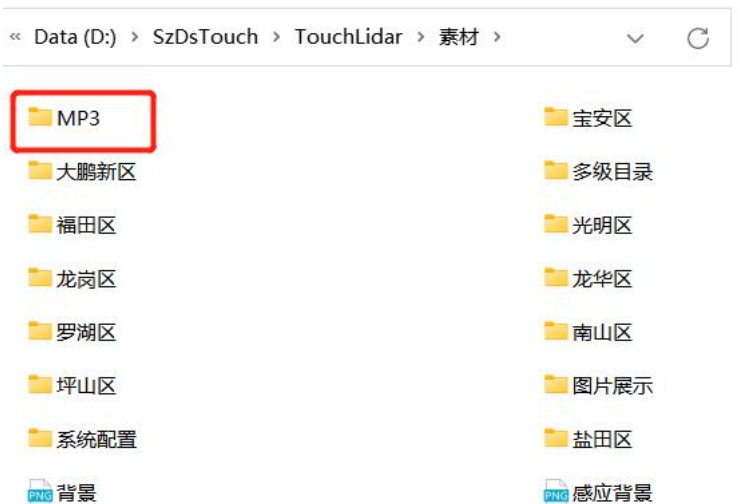 « Data (D:) › SzDsTouch › TouchLidar › 素材 ›
MP3 宝安区
大鹏新区 多级目录
福田区 光明区
龙岗区 龙华区
罗湖区 南山区
坪山区 图片展示
系统配置 盐田区
PNG 背景 PNG 感应背景